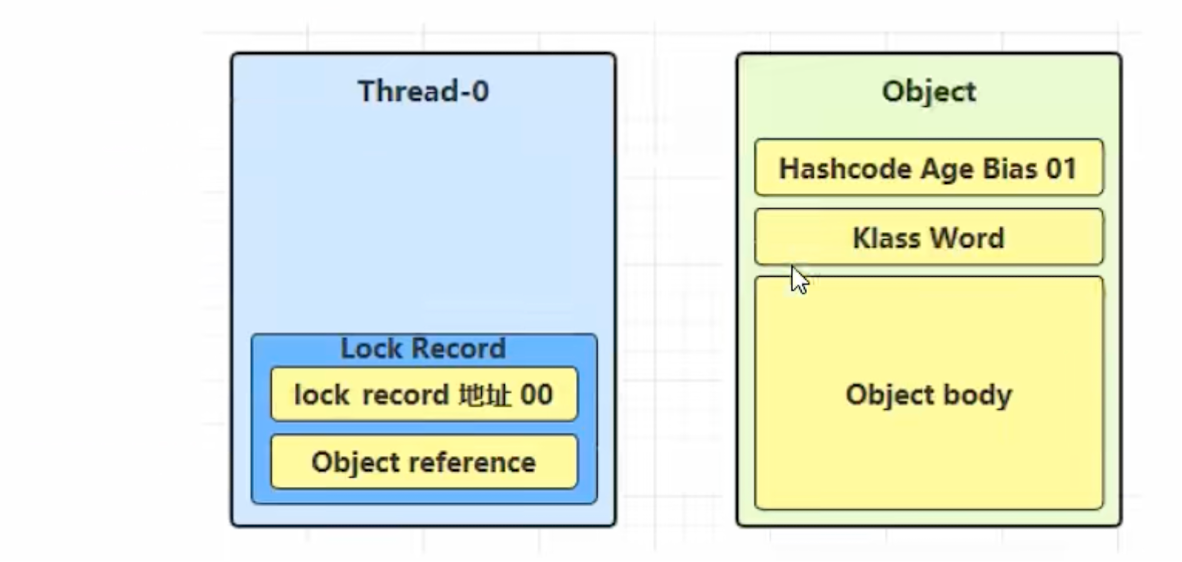 Thread-0
Lock Record
lock record 地址 00
Object reference
Object
Hashcode Age Bias 01
Klass Word
Object body